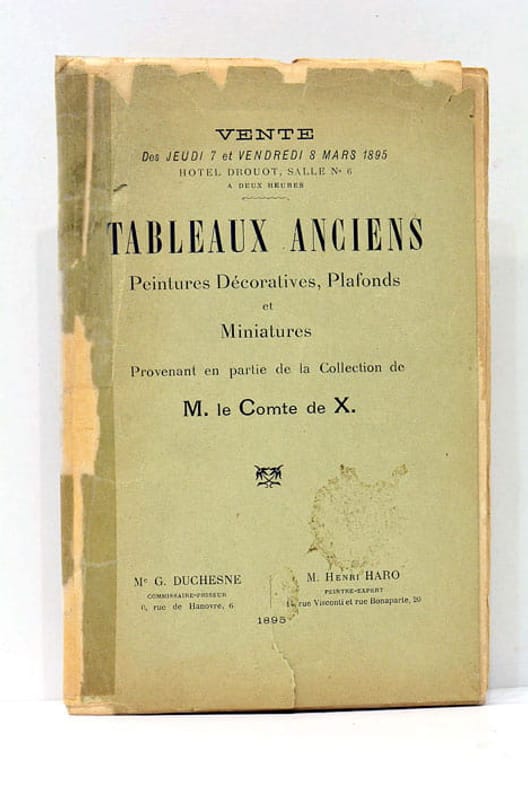 VENTE
Des JEUDI 7 et VENDREDI 8 MARS 1895
HOTEL DROUOT, SALLE No 6
A DEUX HEURES
TABLEAUX ANCIENS
Peintures Décoratives, Plafonds
et
Miniatures
Provenant en partie de la Collection de
M. le Comte de X.
Me G. DUCHESNE
COMMISSAIRE-PRISEUR
6, rue de Hanovre, 6
M. HENRI HARO
PEINTRE-EXPERT
rue Visconti et rue Bonaparte, 20
1895